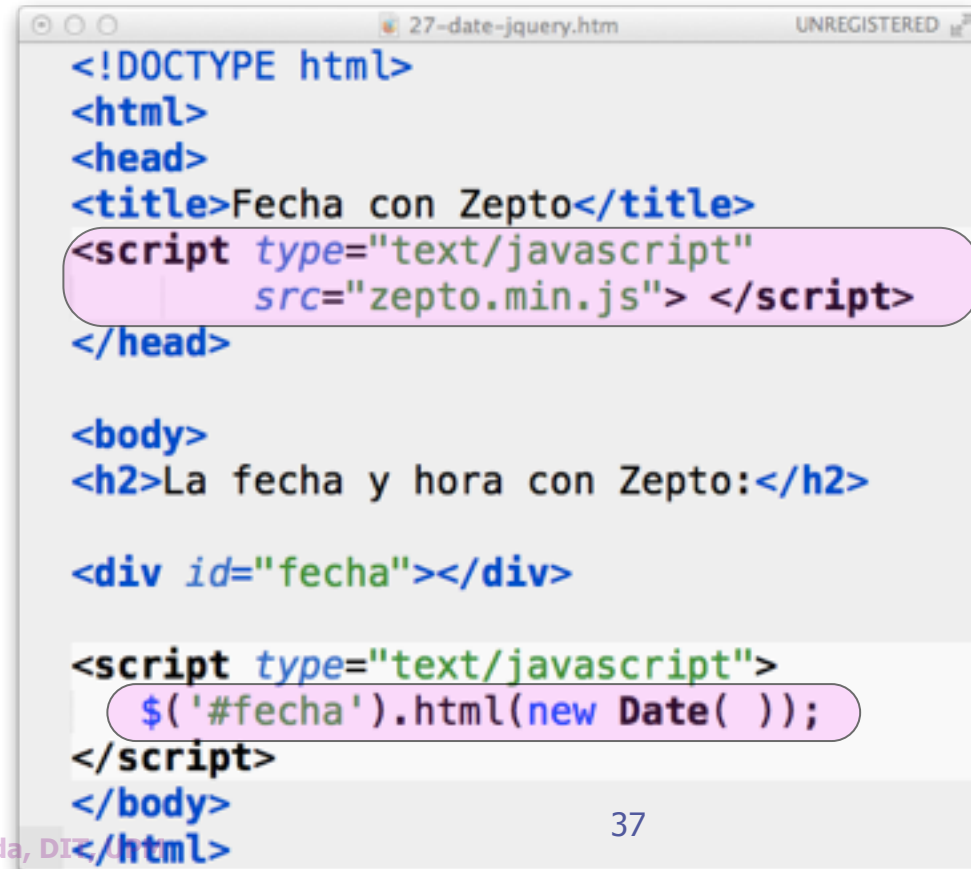 27-date-jquery.htm UNREGISTERED
<!DOCTYPE html>
<html>
<head>
<title>Fecha con Zepto</title>
<script type="text/javascript"
src="zepto.min.js"> </script>
</head>
<body>
<h2>La fecha y hora con Zepto:</h2>
<div id="fecha"></div>
<script type="text/javascript">
$('#fecha').html(new Date( ));
</script>
</body>
37
</html>